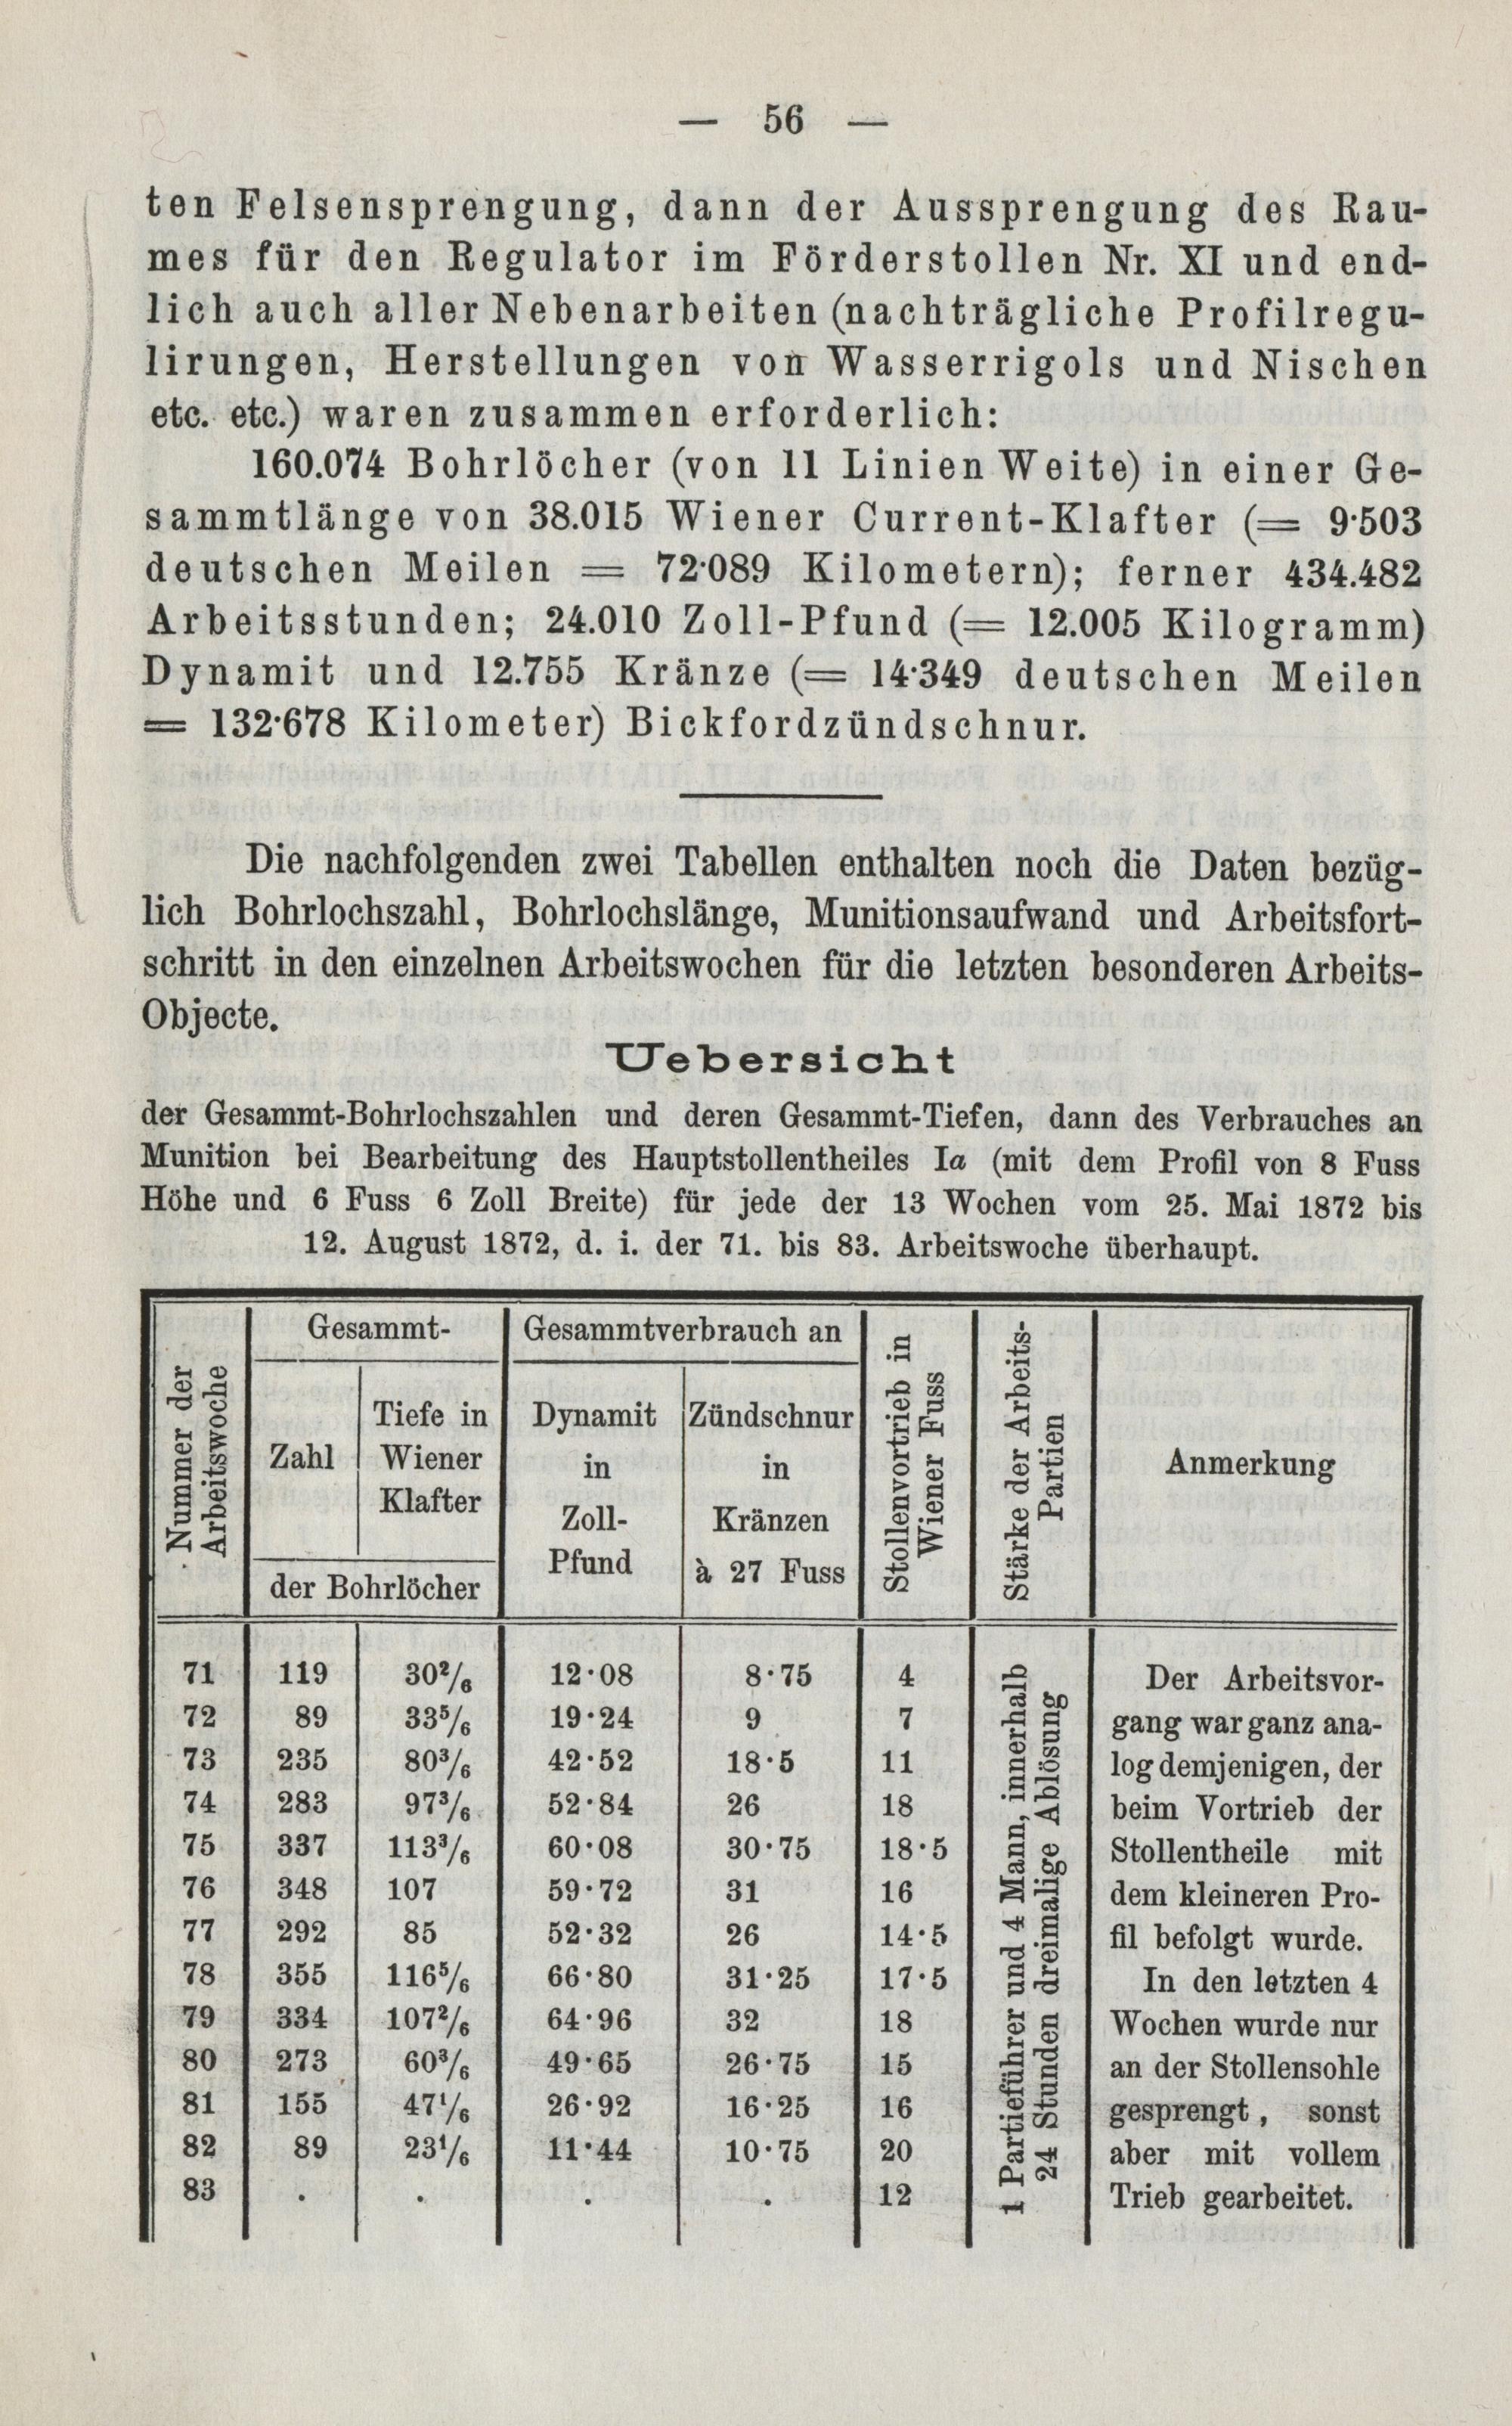 — 56 —
ten Felsensprengung, dann der Aussprengung des Rau-
mes für den Regulator im Förderstollen Nr. XI und end-
lich auch aller Nebenarbeiten (nachträgliche Profilregu-
lirungen, Herstellungen von Wasserrigols und Nischen
etc. etc.) waren zusammen erforderlich:
160.074 Bohrlöcher (von 11 Linien Weite) in einer Ge-
sammtlänge von 38.015 Wiener Current-Klafter (= 9·503
deutschen Meilen = 72·089 Kilometern); ferner 434.482
Arbeitsstunden; 24.010 Zoll-Pfund (= 12.005 Kilogramm)
Dynamit und 12.755 Kränze (= 14·349 deutschen Meilen
= 132·678 Kilometer) Bickfordzündschnur.
Die nachfolgenden zwei Tabellen enthalten noch die Daten bezüg-
lich Bohrlochszahl, Bohrlochslänge, Munitionsaufwand und Arbeitsfort-
schritt in den einzelnen Arbeitswochen für die letzten besonderen Arbeits-
Objecte.
Uebersicht
der Gesammt-Bohrlochszahlen und deren Gesammt-Tiefen, dann des Verbrauches an
Munition bei Bearbeitung des Hauptstollentheiles Ia (mit dem Profil von 8 Fuss
Höhe und 6 Fuss 6 Zoll Breite) für jede der 13 Wochen vom 25. Mai 1872 bis
12. August 1872, d. i. der 71. bis 83. Arbeitswoche überhaupt.
Nummer der
Arbeitswoche
Gesammt-
Zahl
Tiefe in
Wiener
Klafter
der Bohrlöcher
Gesammtverbrauch an
Dynamit
in
Zoll-
Pfund
Zündschnur
in
Kränzen
à 27 Fuss
Stollenvortrieb in
Wiener Fuss
Stärke der Arbeits-
Partien
Anmerkung
71 119 30²/₆ 12·08 8·75 4
72 89 33⁵/₆ 19·24 9 7
73 235 80³/₆ 42·52 18·5 11
74 283 97³/₆ 52·84 26 18
75 337 113³/₆ 60·08 30·75 18·5
76 348 107 59·72 31 16
77 292 85 52·32 26 14·5
78 355 116⁵/₆ 66·80 31·25 17·5
79 334 107²/₆ 64·96 32 18
80 273 60³/₆ 49·65 26·75 15
81 155 47¹/₆ 26·92 16·25 16
82 89 23¹/₆ 11·44 10·75 20
83 . . . . 12
1 Partieführer und 4 Mann, innerhalb
24 Stunden dreimalige Ablösung
Der Arbeitsvor-
gang war ganz ana-
log demjenigen, der
beim Vortrieb der
Stollentheile mit
dem kleineren Pro-
fil befolgt wurde.
In den letzten 4
Wochen wurde nur
an der Stollensohle
gesprengt, sonst
aber mit vollem
Trieb gearbeitet.